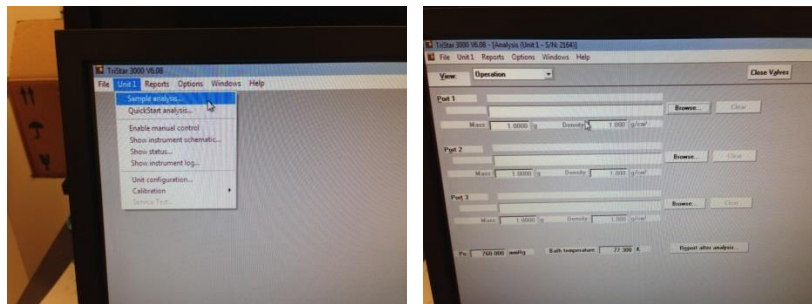 TriStar 3000 V6.08
File Unit 1 Reports Options Windows Help
Sample analysis...
QuickStart analysis...
Enable manual control
Show instrument schematic...
Show status...
Show instrument log...
Unit configuration...
Calibration
Service Test...
TriStar 3000 V6.08 - [Analysis (Unit 1 - S/N: 2164)]
File Unit 1 Reports Options Windows Help
View: Operation Close Valves
Port 1
Browse... Clear
Mass: 1.0000 g Density: 1.000 g/cm³
Port 2
Browse... Clear
Mass: 1.0000 g Density: 1.000 g/cm³
Port 3
Browse... Clear
Mass: 1.0000 g Density: 1.000 g/cm³
Po: 760.000 mmHg Bath temperature: 77.300 K Report after analysis...